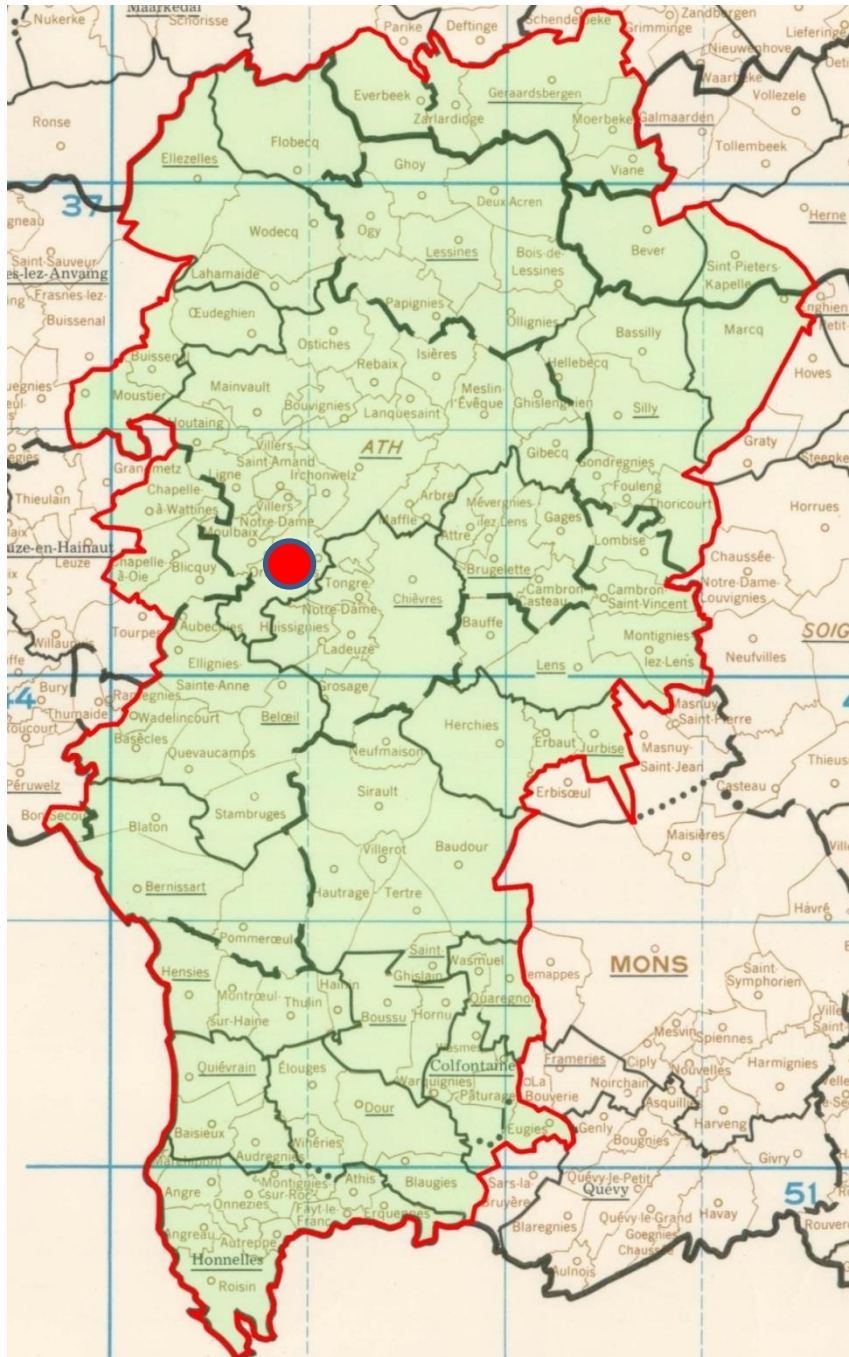 Maarkedal
Nukerke
Schorisse
Parike
Deftinge
Grimminge
Zandbergen
Nieuwenhove
Lieferinge
Waarbeke
Vollezele
Ronse
Everbeek
Geraardsbergen
Zarlardinge
Moerbeke
Galmaarden
Tollembeek
Flobecq
Ellezelles
Ghoy
Viane
37
Deux Acren
Herne
Wodecq
Ogy
Lessines
Bois-de-
Lessines
Bever
Sint-Pieters-
Kapelle
Saint-Sauveur
es-lez-Anvaing
Lahamaide
Frasnes-lez-
Buissenal
Œudeghien
Papignies
Ollignies
Bassilly
Marcq
Ostiches
Isières
Rebaix
Hellebecq
Hoves
Moustier
Mainvault
Bouvignies
Lanquesaint
Meslin-
l'Évêque
Ghislenghien
Silly
Houtaing
ATH
Gibecq
Graty
Villers
Saint-Amand
Ligne
Irchonwelz
Gondregnies
Fouleng
Thoricourt
Thieulain
Chapelle
à Wattines
Villers
Notre-Dame
Moulbaix
Arbre
Maffle
Attre
Mévergnies
lez-Lens
Gages
Lombise
Horrues
uze-en-Hainaut
Leuze
Chapelle-
à-Oie
Blicquy
Tongre
Notre-Dame
Chièvres
Brugelette
Cambron-
Casteau
Cambron-
Saint-Vincent
Chaussée-
Notre-Dame-
Louvignies
Tourpes
Aubechies
Huissignies
Ladeuze
Bauffe
Montignies
lez-Lens
SOIG
Neufvilles
Ellignies-
Sainte-Anne
Lens
Grosage
Bury
Thumaide
Wadelincourt
Belœil
Basècles
Quevaucamps
Neufmaison
Herchies
Erbaut
Jurbise
Masnuy-
Saint-Pierre
Masnuy-
Saint-Jean
Casteau
Péruwelz
Erbisœul
Sirault
Blaton
Stambruges
Maisières
Villerot
Baudour
Bernissart
Hautrage
Tertre
Havré
Pommerœul
Saint-
Ghislain
Wasmuel
MONS
Hensies
Montrœul
sur-Haine
Thulin
Hainin
Boussu
Hornu
Quaregnon
Jemappes
Saint-
Symphorien
Wasmes
Colfontaine
Mesvin
Spiennes
Quiévrain
Élouges
Warquignies
Pâturages
Frameries
La
Bouverie
Ciply
Noirchain
Nouvelles
Harmignies
Asquillies
Dour
Harveng
Baisieux
Audregnies
Wihéries
Eugies
Genly
Bougnies
Givry
Angre
Onnezies
Montignies
sur-Roc
Athis
Fayt-le-
Franc
Erquennes
Blaugies
Sars-la
Bruyère
Quévy-le-Petit
Quévy
51
Blaregnies
Quévy-le-Grand
Goegnies
Chaussée
Havay
Angreau
Autreppe
Honnelles
Roisin
Aulnois